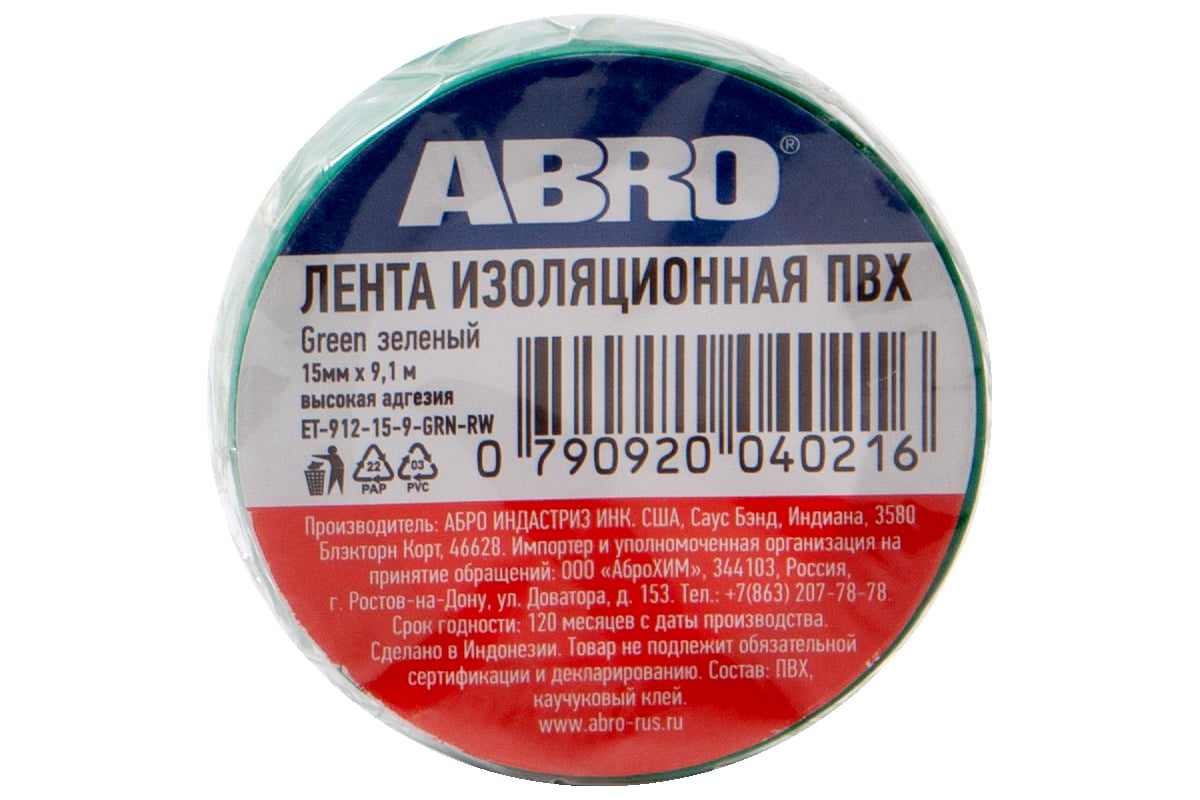 ABRO®
ЛЕНТА ИЗОЛЯЦИОННАЯ ПВХ
Green зеленый
15мм х 9,1 м
высокая адгезия
ET-912-15-9-GRN-RW
22
PAP
03
PVC
0 790920 040216
Производитель: АБРО ИНДАСТРИЗ ИНК. США, Саус Бэнд, Индиана, 3580
Блэкторн Корт, 46628. Импортер и уполномоченная организация на
принятие обращений: ООО «АброХИМ», 344103, Россия,
г. Ростов-на-Дону, ул. Доватора, д. 153. Тел.: +7(863) 207-78-78.
Срок годности: 120 месяцев с даты производства.
Сделано в Индонезии. Товар не подлежит обязательной
сертификации и декларированию. Состав: ПВХ,
каучуковый клей.
www.abro-rus.ru